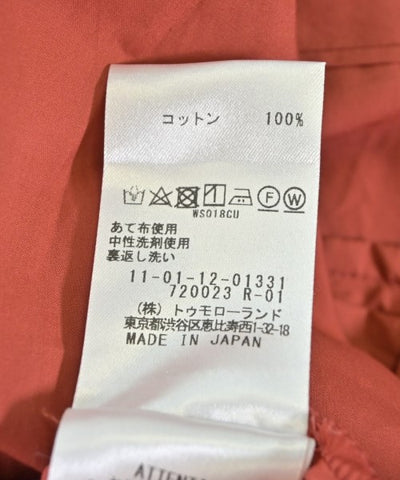 コットン 100%
F W
WS018CU
あて布使用
中性洗剤使用
裏返し洗い
11-01-12-01331
720023 R-01
(株) トゥモローランド
東京都渋谷区恵比寿西1-32-18
MADE IN JAPAN